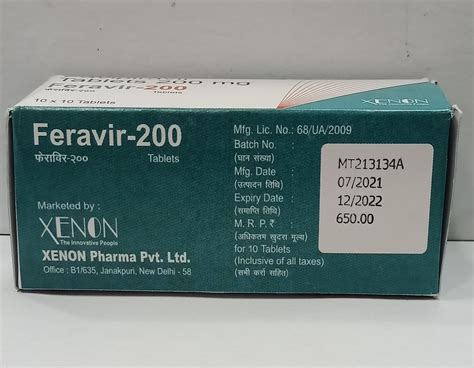 Tablets 200 mg
Feravir-200
Tablets
10 x 10 Tablets
XENON
Feravir-200
फेराविर-२००
Tablets
Marketed by :
XENON
The Innovative People
XENON Pharma Pvt. Ltd.
Office : B1/635, Janakpuri, New Delhi - 58
Mfg. Lic. No.: 68/UA/2009
Batch No. :
(घान संख्या)
Mfg. Date :
(उत्पादन तिथि)
Expiry Date :
(समाप्ति तिथि)
M. R. P.₹ :
(अधिकतम खुदरा मूल्य)
for 10 Tablets
(Inclusive of all taxes)
(सभी करों सहित)
MT213134A
07/2021
12/2022
650.00